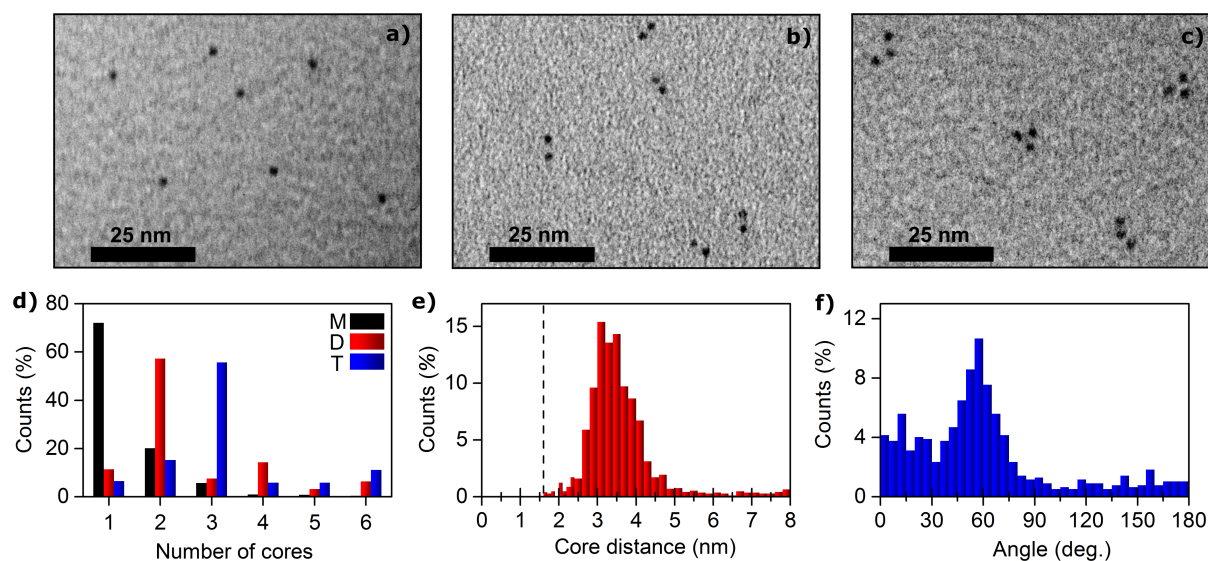 a)
25 nm
b)
25 nm
c)
25 nm
d)
80
60
40
20
0
Counts (%)
M
D
T
1 2 3 4 5 6
Number of cores
e)
15
10
5
0
Counts (%)
0 1 2 3 4 5 6 7 8
Core distance (nm)
f)
12
8
4
0
Counts (%)
0 30 60 90 120 150 180
Angle (deg.)